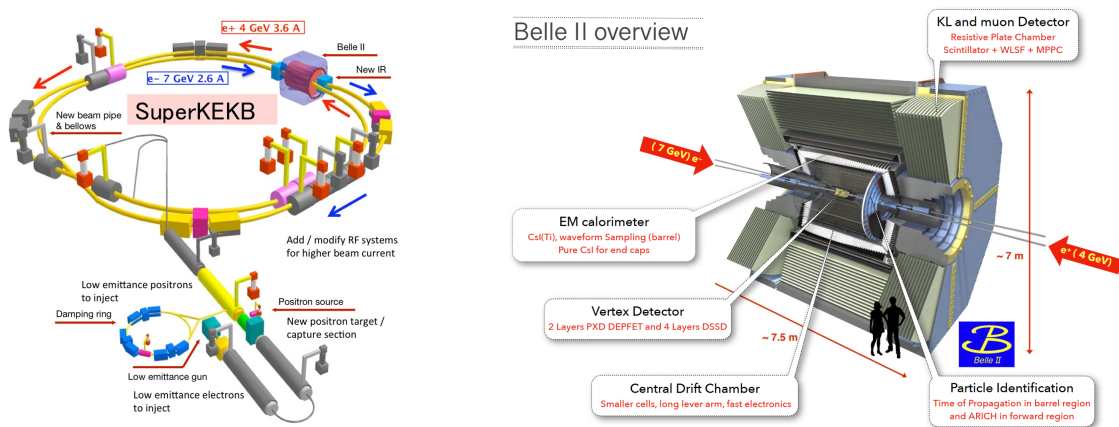 e+ 4 GeV 3.6 A
Belle II
New IR
e- 7 GeV 2.6 A
SuperKEKB
New beam pipe
& bellows
Add / modify RF systems
for higher beam current
Low emittance positrons
to inject
Damping ring
Positron source
New positron target /
capture section
Low emittance gun
Low emittance electrons
to inject
Belle II overview
KL and muon Detector
Resistive Plate Chamber
Scintillator + WLSF + MPPC
( 7 GeV) e-
EM calorimeter
CsI(Ti), waveform Sampling (barrel)
Pure CsI for end caps
e+ ( 4 GeV)
~ 7 m
Vertex Detector
2 Layers PXD DEPFET and 4 Layers DSSD
~ 7.5 m
B
Belle II
Central Drift Chamber
Smaller cells, long lever arm, fast electronics
Particle Identification
Time of Propagation in barrel region
and ARICH in forward region